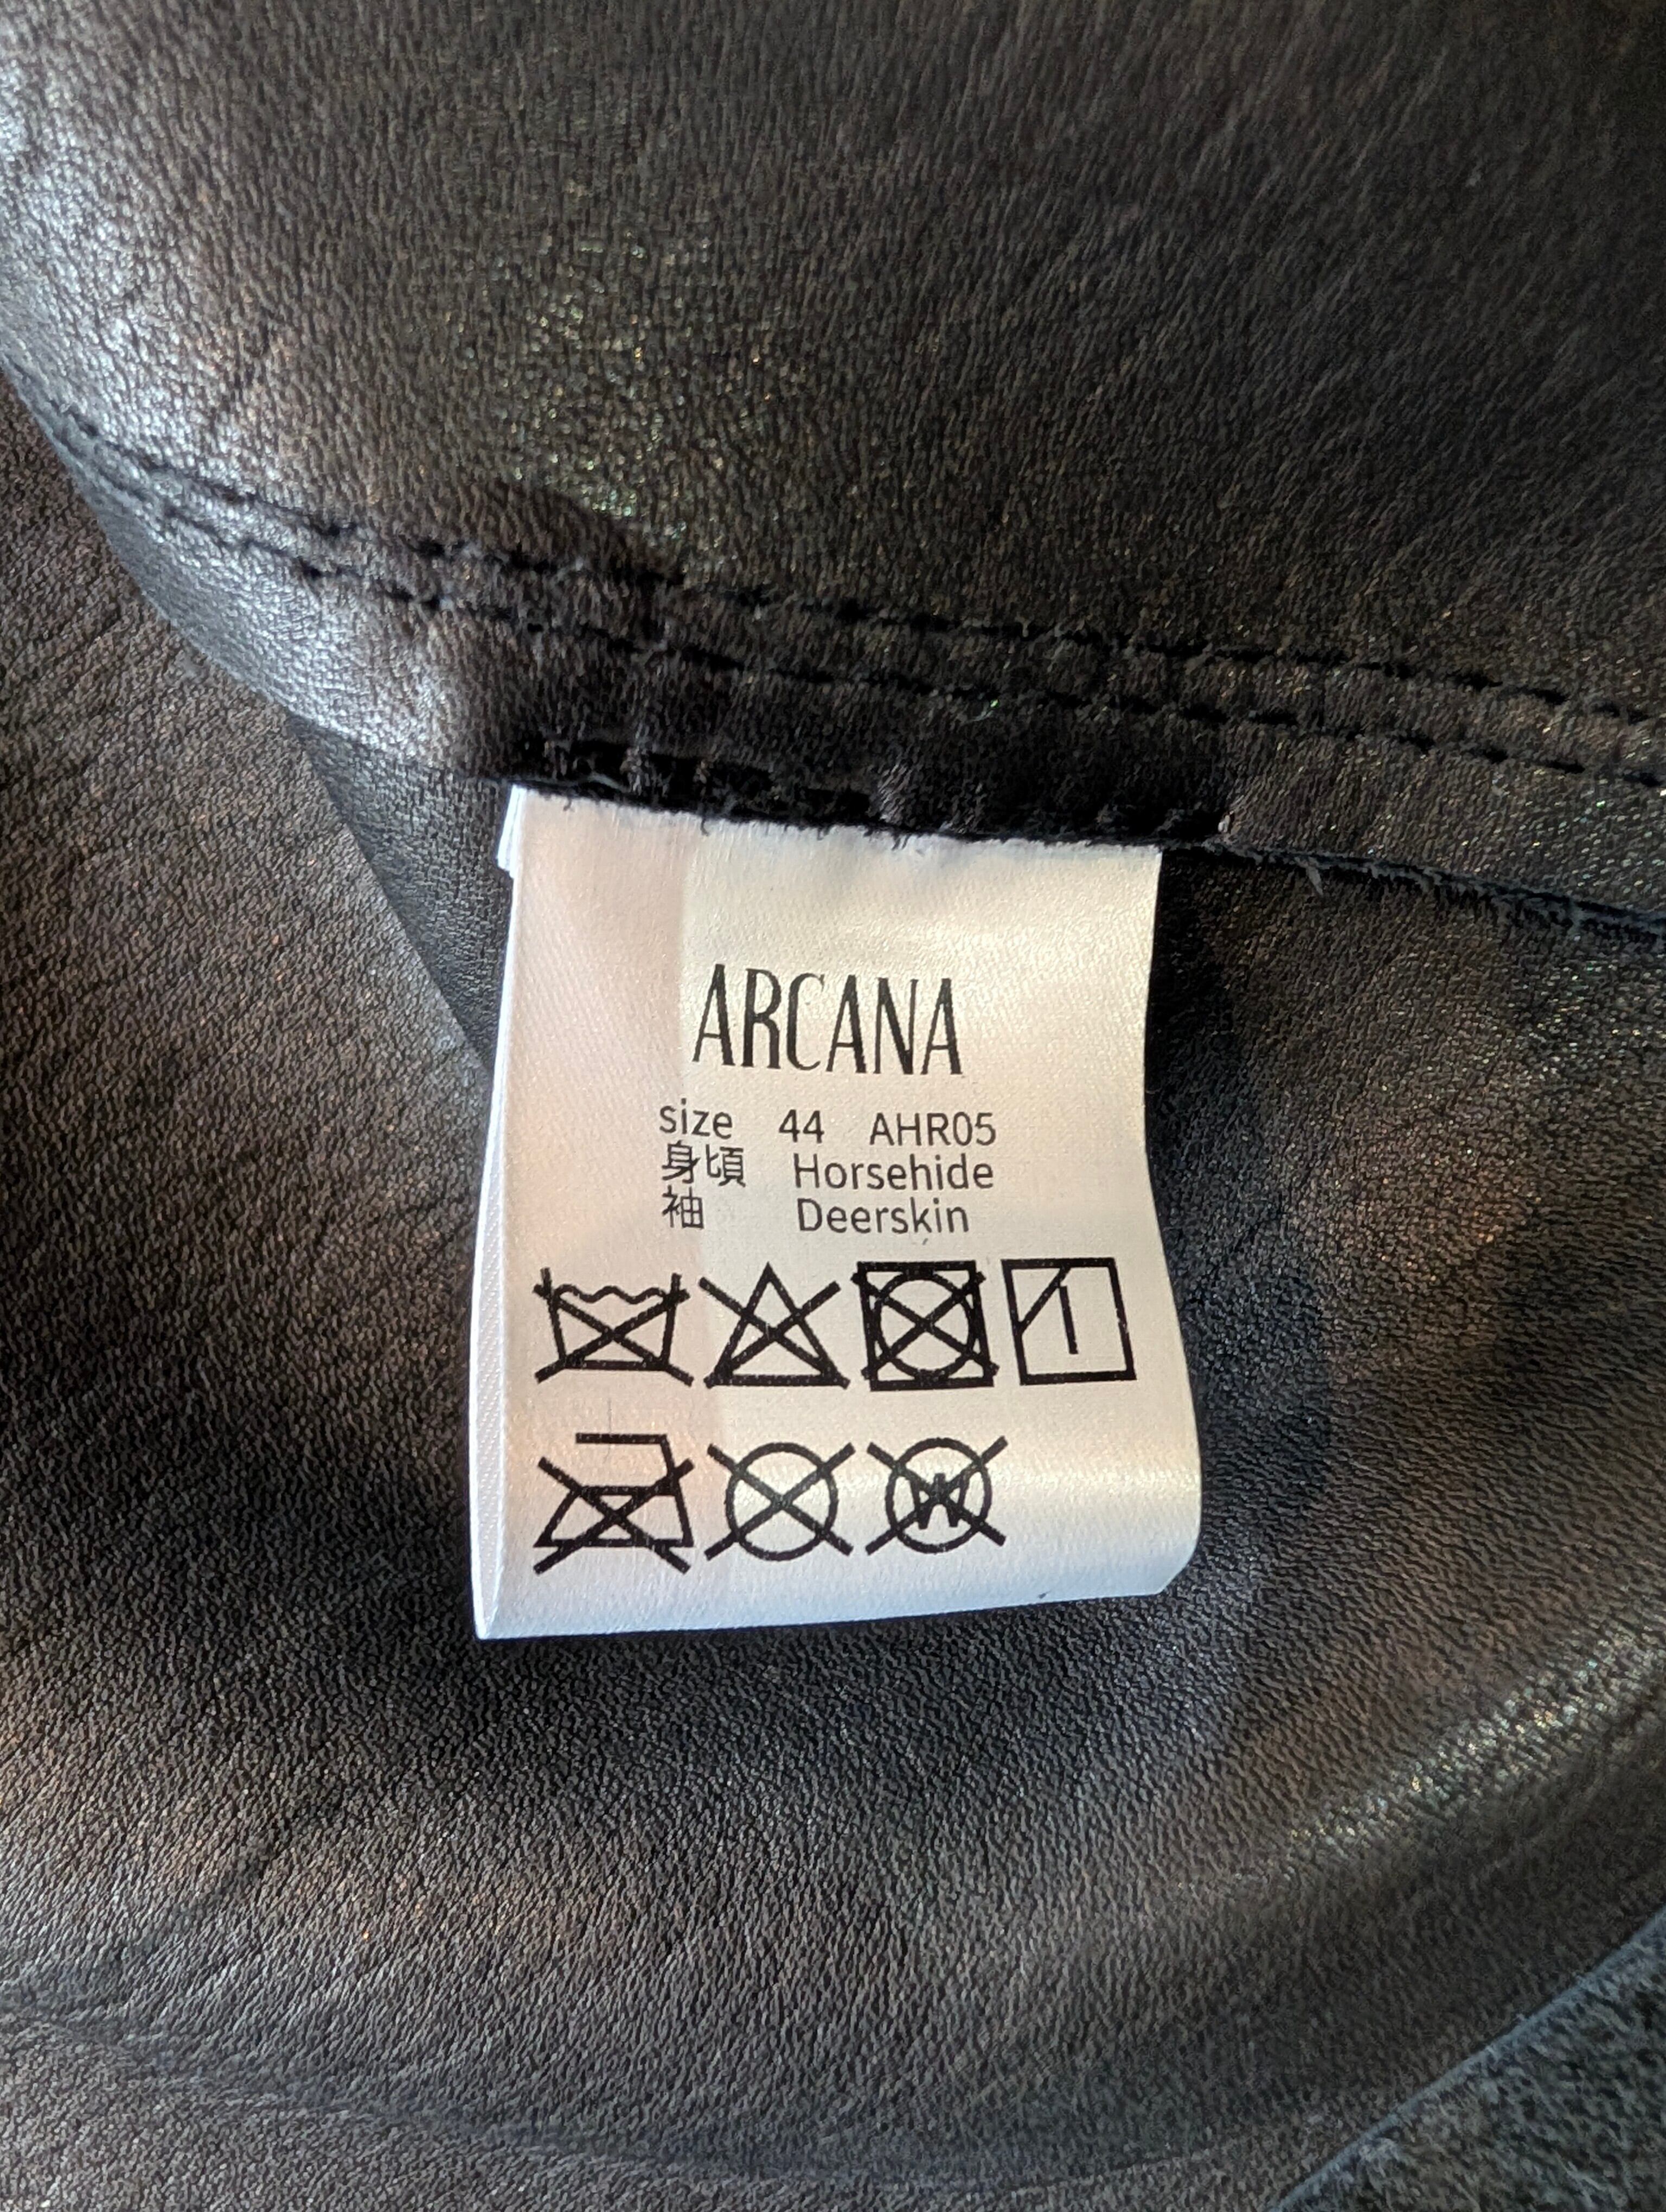 ARCANA
size 44 AHR05
身頃 Horsehide
袖 Deerskin
W